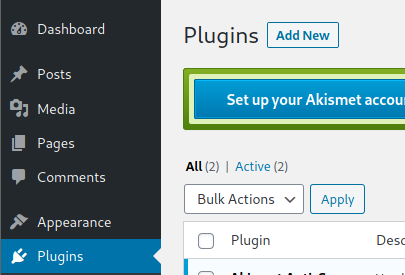 Dashboard
Posts
Media
Pages
Comments
Appearance
Plugins
Plugins Add New
Set up your Akismet accou
All (2) | Active (2)
Bulk Actions Apply
Plugin Desc